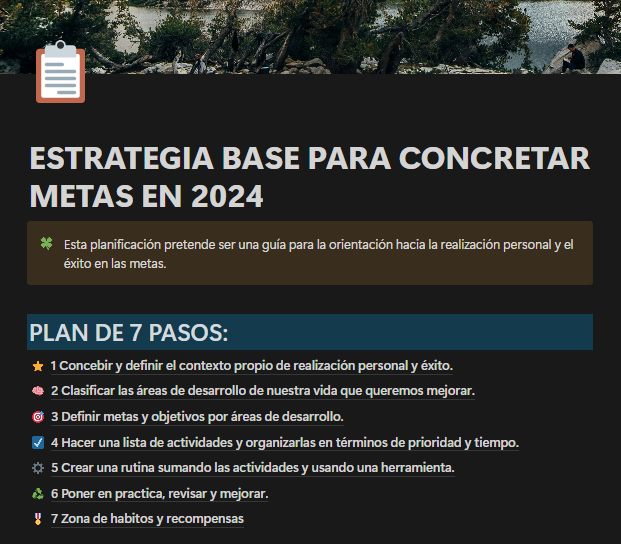 ESTRATEGIA BASE PARA CONCRETAR
METAS EN 2024
Esta planificación pretende ser una guía para la orientación hacia la realización personal y el
éxito en las metas.
PLAN DE 7 PASOS:
1 Concebir y definir el contexto propio de realización personal y éxito.
2 Clasificar las áreas de desarrollo de nuestra vida que queremos mejorar.
3 Definir metas y objetivos por áreas de desarrollo.
4 Hacer una lista de actividades y organizarlas en términos de prioridad y tiempo.
5 Crear una rutina sumando las actividades y usando una herramienta.
6 Poner en practica, revisar y mejorar.
7 Zona de habitos y recompensas